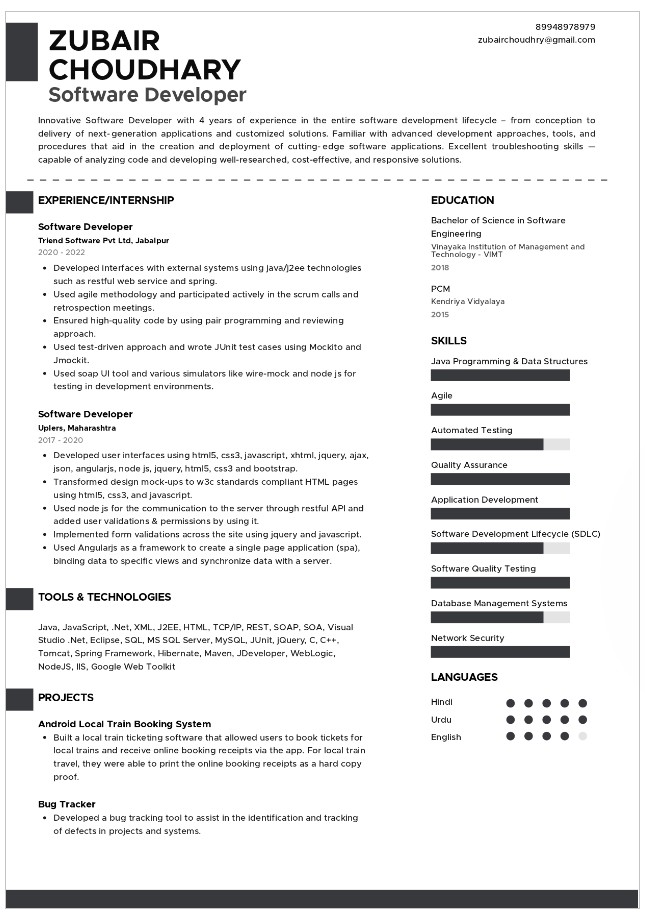 ZUBAIR
CHOUDHARY
Software Developer
89948978979
zubairchoudhry@gmail.com
Innovative Software Developer with 4 years of experience in the entire software development lifecycle – from conception to
delivery of next-generation applications and customized solutions. Familiar with advanced development approaches, tools, and
procedures that aid in the creation and deployment of cutting-edge software applications. Excellent troubleshooting skills —
capable of analyzing code and developing well-researched, cost-effective, and responsive solutions.
EXPERIENCE/INTERNSHIP
Software Developer
Triend Software Pvt Ltd, Jabalpur
2020 - 2022
• Developed interfaces with external systems using java/j2ee technologies
such as restful web service and spring.
• Used agile methodology and participated actively in the scrum calls and
retrospection meetings.
• Ensured high-quality code by using pair programming and reviewing
approach.
• Used test-driven approach and wrote JUnit test cases using Mockito and
Jmockit.
• Used soap UI tool and various simulators like wire-mock and node js for
testing in development environments.
Software Developer
Uplers, Maharashtra
2017 - 2020
• Developed user interfaces using html5, css3, javascript, xhtml, jquery, ajax,
json, angularjs, node js, jquery, html5, css3 and bootstrap.
• Transformed design mock-ups to w3c standards compliant HTML pages
using html5, css3, and javascript.
• Used node js for the communication to the server through restful API and
added user validations & permissions by using it.
• Implemented form validations across the site using jquery and javascript.
• Used Angularjs as a framework to create a single page application (spa),
binding data to specific views and synchronize data with a server.
TOOLS & TECHNOLOGIES
Java, JavaScript, .Net, XML, J2EE, HTML, TCP/IP, REST, SOAP, SOA, Visual
Studio .Net, Eclipse, SQL, MS SQL Server, MySQL, JUnit, jQuery, C, C++,
Tomcat, Spring Framework, Hibernate, Maven, JDeveloper, WebLogic,
NodeJS, IIS, Google Web Toolkit
PROJECTS
Android Local Train Booking System
• Built a local train ticketing software that allowed users to book tickets for
local trains and receive online booking receipts via the app. For local train
travel, they were able to print the online booking receipts as a hard copy
proof.
Bug Tracker
• Developed a bug tracking tool to assist in the identification and tracking
of defects in projects and systems.
EDUCATION
Bachelor of Science in Software
Engineering
Vinayaka Institution of Management and
Technology - VIMT
2018
PCM
Kendriya Vidyalaya
2015
SKILLS
Java Programming & Data Structures
Agile
Automated Testing
Quality Assurance
Application Development
Software Development Lifecycle (SDLC)
Software Quality Testing
Database Management Systems
Network Security
LANGUAGES
Hindi
Urdu
English